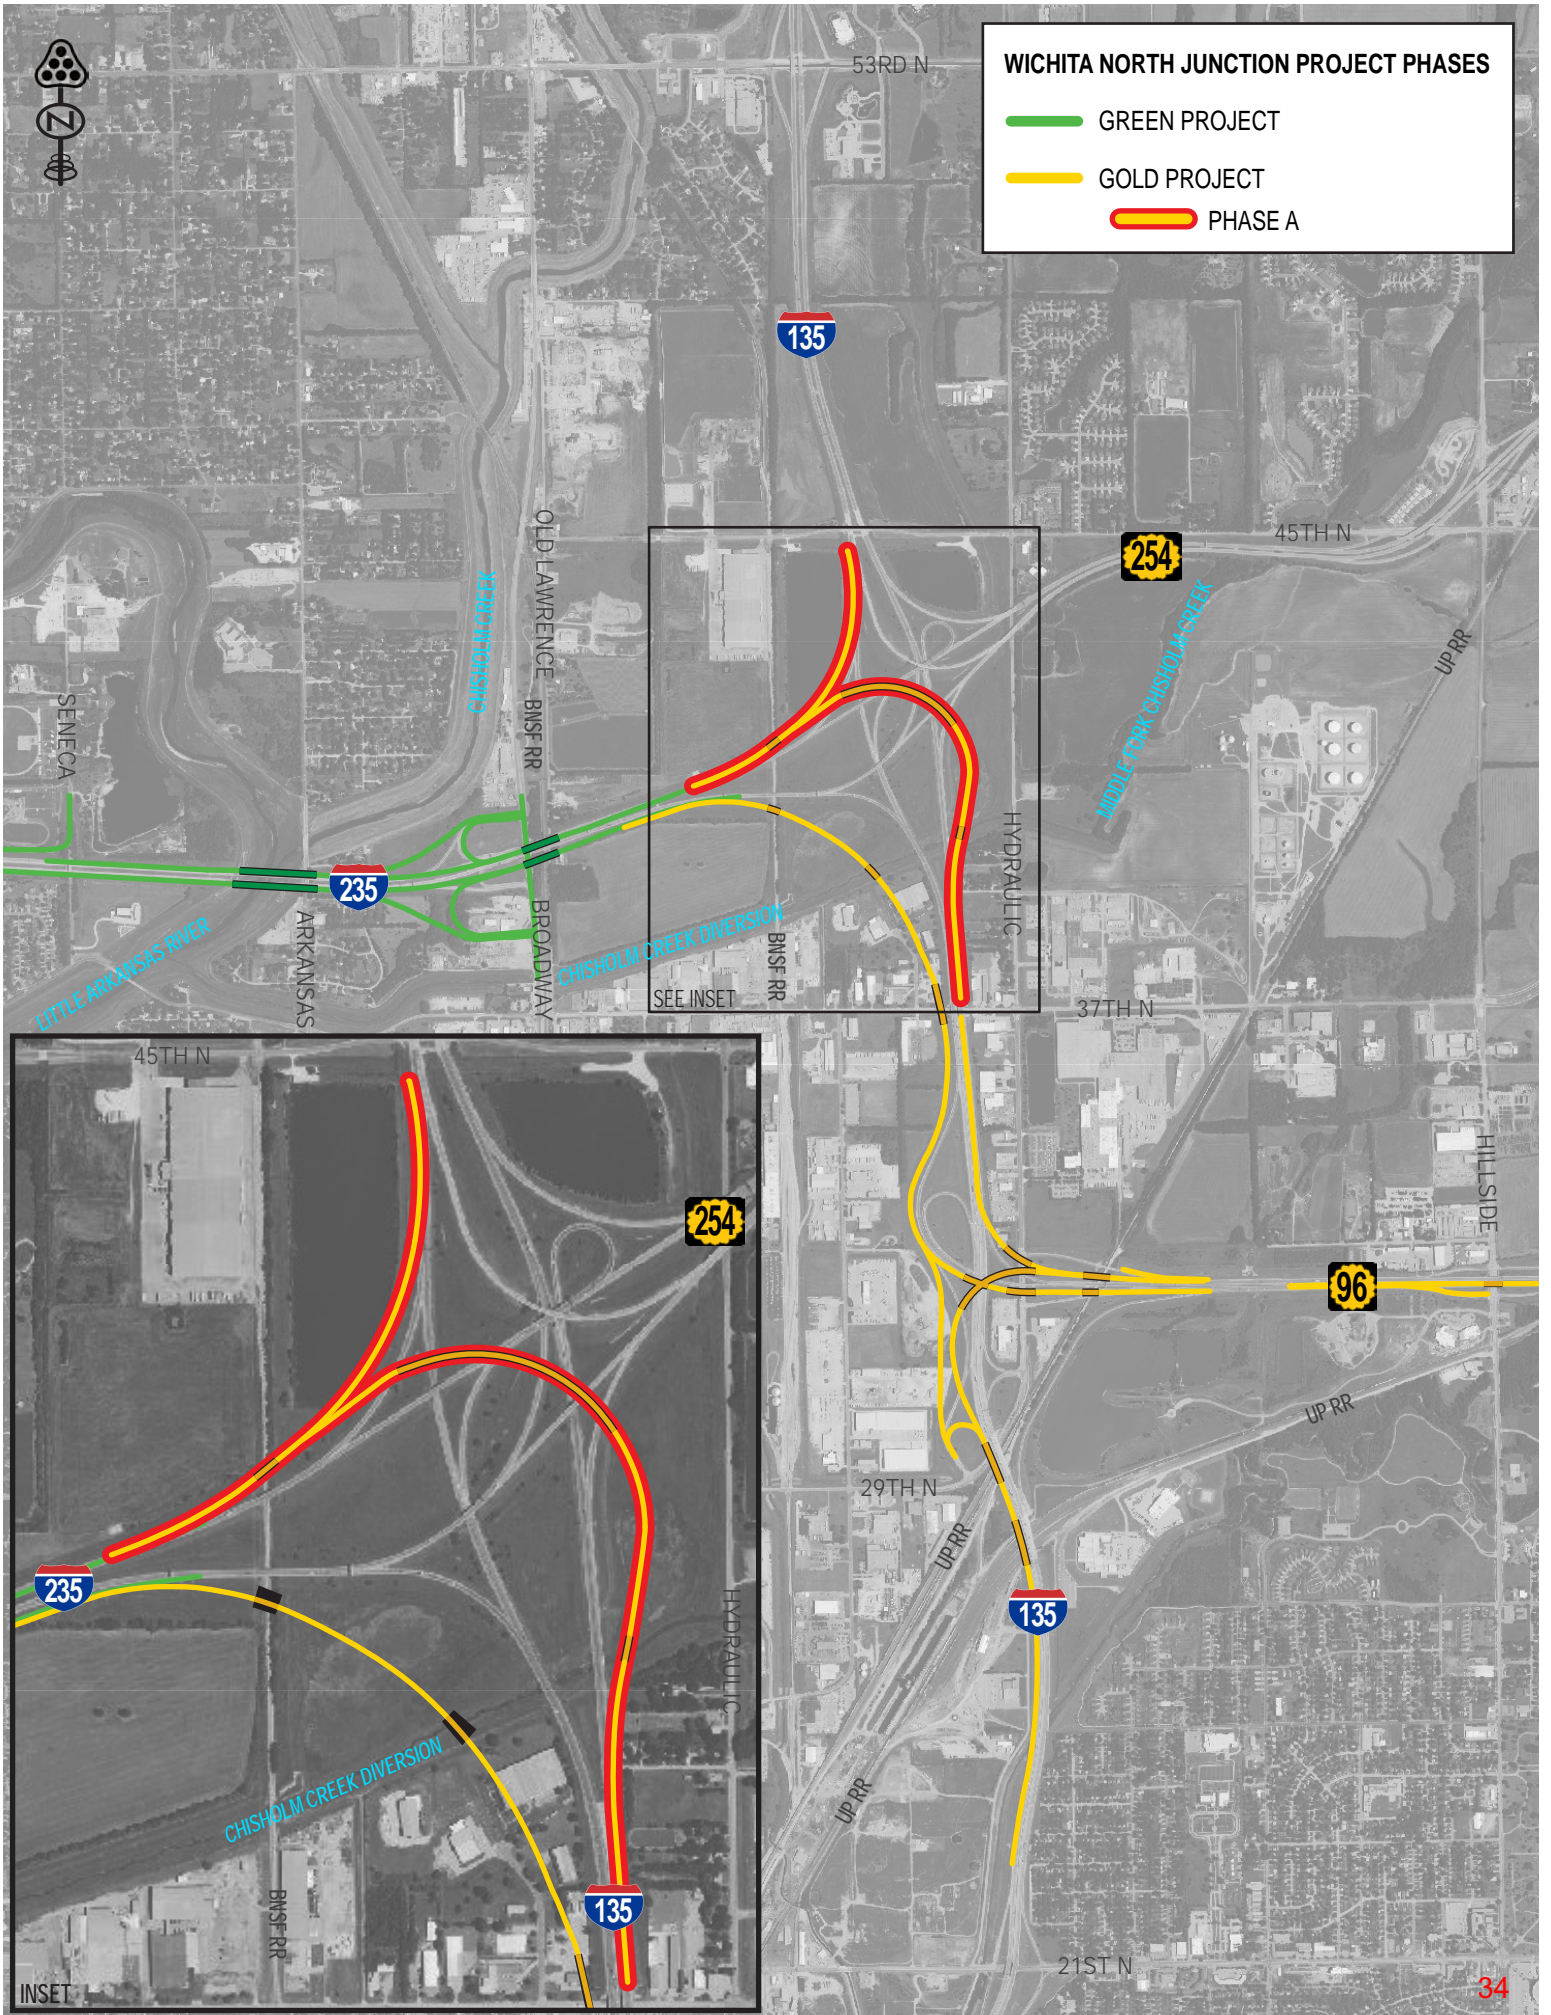 53RD N
WICHITA NORTH JUNCTION PROJECT PHASES
GREEN PROJECT
GOLD PROJECT
PHASE A
Z
135
45TH N
254
OLD LAWRENCE
CHISHOLM CREEK
MIDDLE FORK CHISHOLM CREEK
UP RR
SENECA
BNSF RR
HYDRAULIC
235
ARKANSAS
BROADWAY
LITTLE ARKANSAS RIVER
CHISHOLM CREEK DIVERSION
BNSF RR
SEE INSET
37TH N
45TH N
254
HILLSIDE
96
UP RR
29TH N
UP RR
235
HYDRAULIC
135
CHISHOLM CREEK DIVERSION
UP RR
BNSF RR
135
21ST N
INSET
34